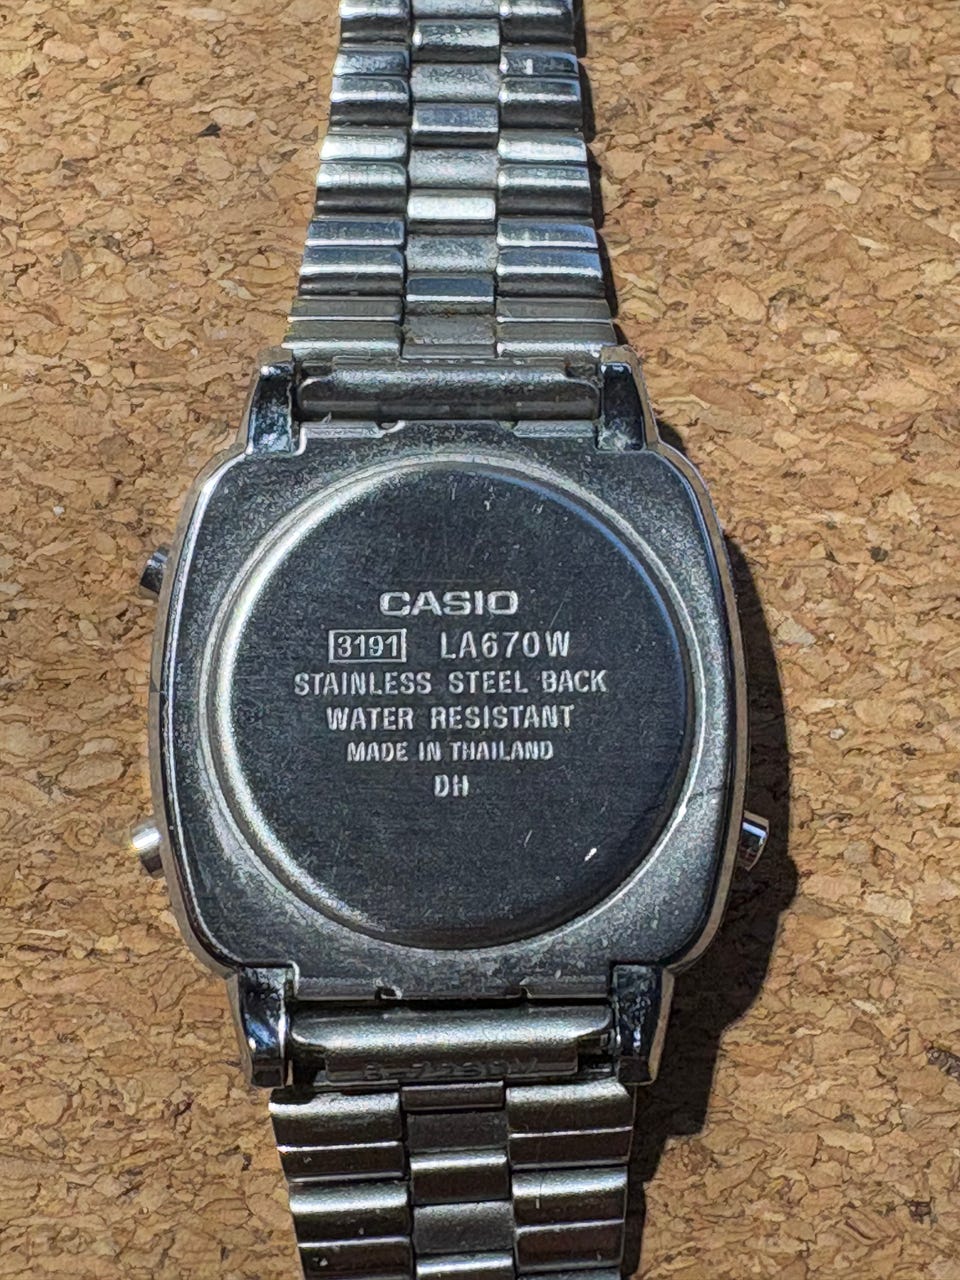 CASIO
3191 LA670W
STAINLESS STEEL BACK
WATER RESISTANT
MADE IN THAILAND
DH